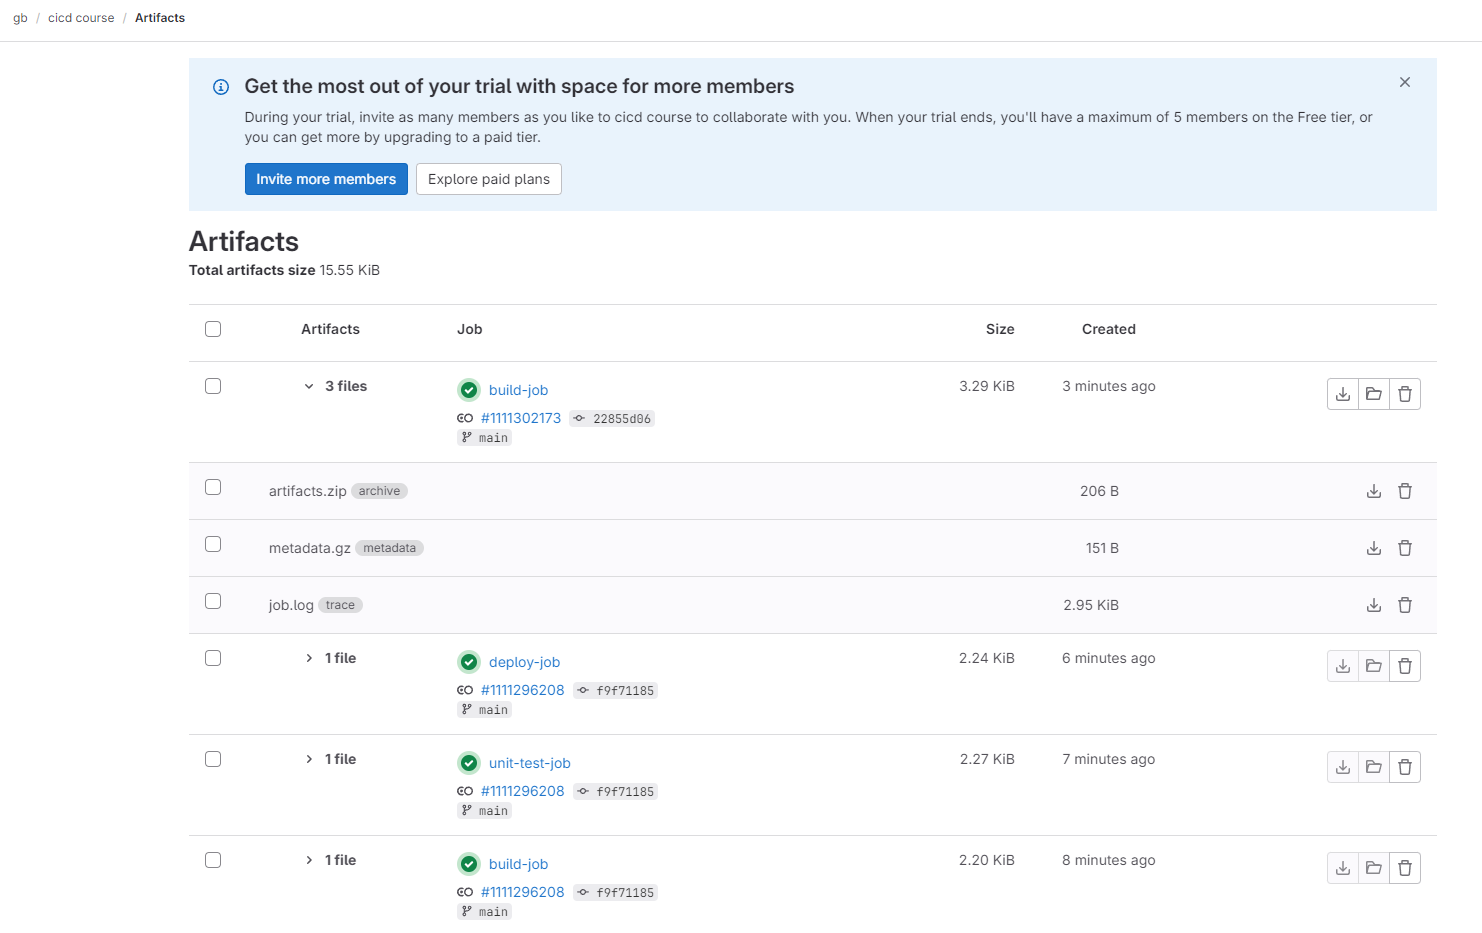 gb / cicd course / Artifacts
Get the most out of your trial with space for more members
During your trial, invite as many members as you like to cicd course to collaborate with you. When your trial ends, you'll have a maximum of 5 members on the Free tier, or
you can get more by upgrading to a paid tier.
Invite more members Explore paid plans
Artifacts
Total artifacts size 15.55 KiB
Artifacts Job Size Created
3 files build-job 3.29 KiB 3 minutes ago
#1111302173 22855d06
main
artifacts.zip archive 206 B
metadata.gz metadata 151 B
job.log trace 2.95 KiB
1 file deploy-job 2.24 KiB 6 minutes ago
#1111296208 f9f71185
main
1 file unit-test-job 2.27 KiB 7 minutes ago
#1111296208 f9f71185
main
1 file build-job 2.20 KiB 8 minutes ago
#1111296208 f9f71185
main